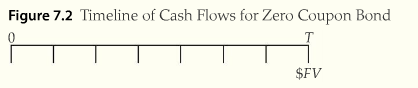 Figure 7.2 Timeline of Cash Flows for Zero Coupon Bond
0 T
$FV